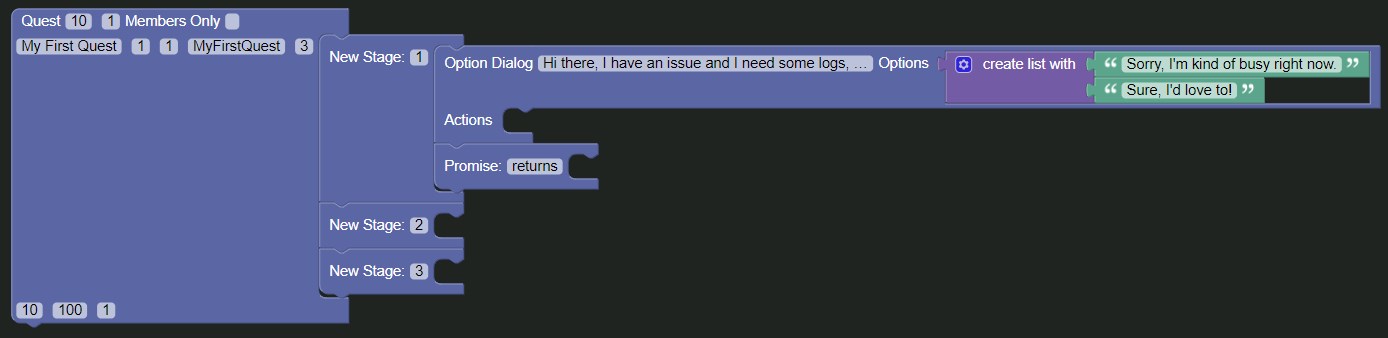 Quest 10 1 Members Only
My First Quest 1 1 MyFirstQuest 3
New Stage: 1
Option Dialog Hi there, I have an issue and I need some logs, ... Options
create list with
“ Sorry, I'm kind of busy right now. ”
“ Sure, I'd love to! ”
Actions
Promise: returns
New Stage: 2
New Stage: 3
10 100 1